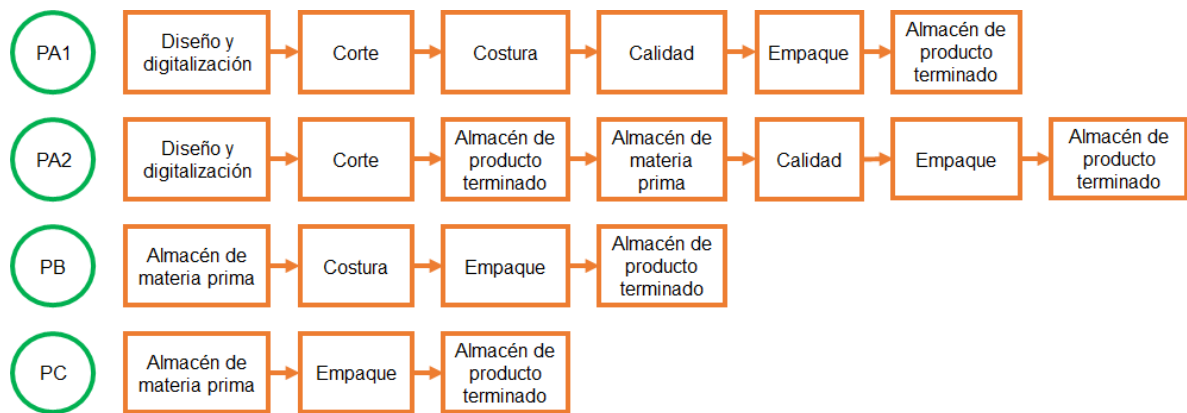 PA1
Diseño y
digitalización
Corte
Costura
Calidad
Empaque
Almacén de
producto
terminado
PA2
Diseño y
digitalización
Corte
Almacén de
producto
terminado
Almacén de
materia
prima
Calidad
Empaque
Almacén de
producto
terminado
PB
Almacén de
materia prima
Costura
Empaque
Almacén de
producto
terminado
PC
Almacén de
materia prima
Empaque
Almacén de
producto
terminado